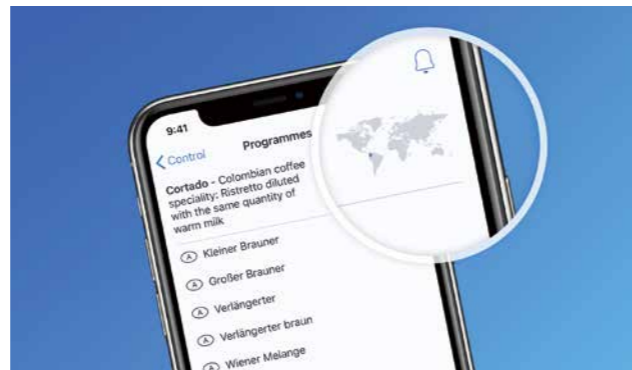 9:41
Control
Programmes
Cortado - Colombian coffee
speciality: Ristretto diluted
with the same quantity of
warm milk
A Kleiner Brauner
A Großer Brauner
A Verlängerter
A Verlängerter braun
A Wiener Melange